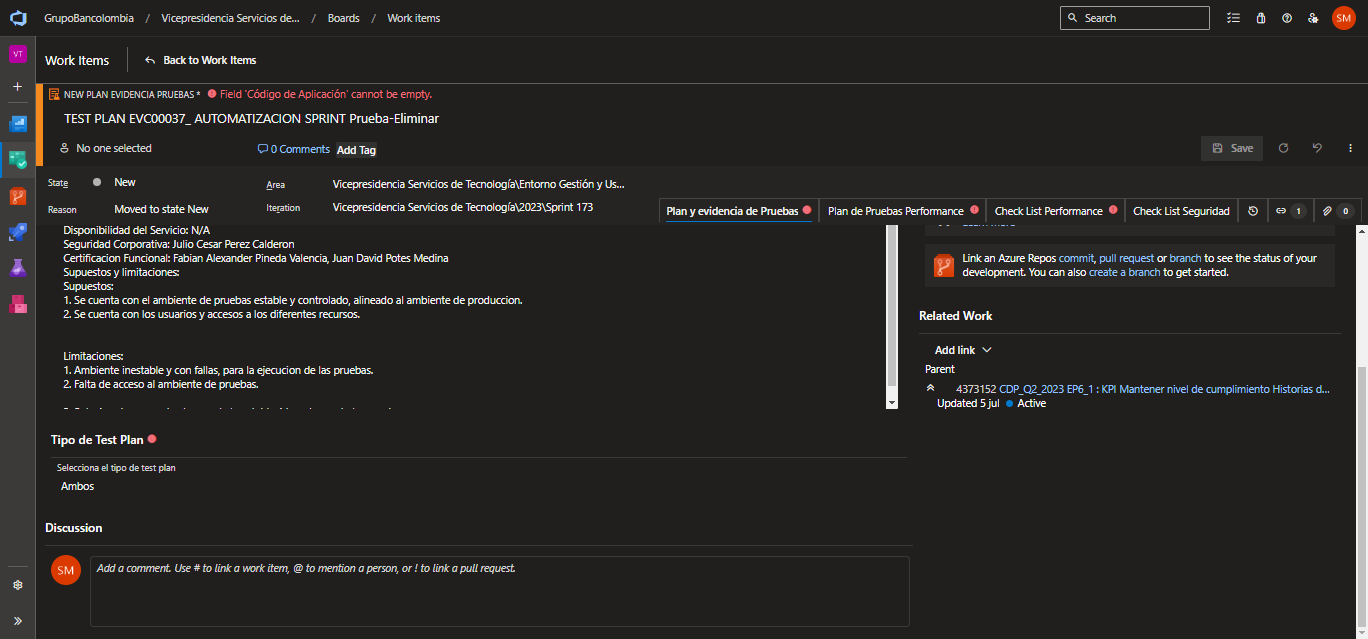 GrupoBancolombia / Vicepresidencia Servicios de... / Boards / Work items
Search
SM
VT
Work Items
Back to Work Items
NEW PLAN EVIDENCIA PRUEBAS * Field 'Código de Aplicación' cannot be empty.
TEST PLAN EVC00037_ AUTOMATIZACION SPRINT Prueba-Eliminar
No one selected
0 Comments
Add Tag
Save
State New
Area Vicepresidencia Servicios de Tecnología\Entorno Gestión y Us...
Reason Moved to state New
Iteration Vicepresidencia Servicios de Tecnología\2023\Sprint 173
Plan y evidencia de Pruebas
Plan de Pruebas Performance
Check List Performance
Check List Seguridad
1
0
Disponibilidad del Servicio: N/A
Seguridad Corporativa: Julio Cesar Perez Calderon
Certificacion Funcional: Fabian Alexander Pineda Valencia, Juan David Potes Medina
Supuestos y limitaciones:
Supuestos:
1. Se cuenta con el ambiente de pruebas estable y controlado, alineado al ambiente de produccion.
2. Se cuenta con los usuarios y accesos a los diferentes recursos.
Limitaciones:
1. Ambiente inestable y con fallas, para la ejecucion de las pruebas.
2. Falta de acceso al ambiente de pruebas.
Tipo de Test Plan
Selecciona el tipo de test plan
Ambos
Discussion
SM
Add a comment. Use # to link a work item, @ to mention a person, or ! to link a pull request.
Link an Azure Repos commit, pull request or branch to see the status of your
development. You can also create a branch to get started.
Related Work
Add link
Parent
4373152 CDP_Q2_2023 EP6_1 : KPI Mantener nivel de cumplimiento Historias d...
Updated 5 jul Active